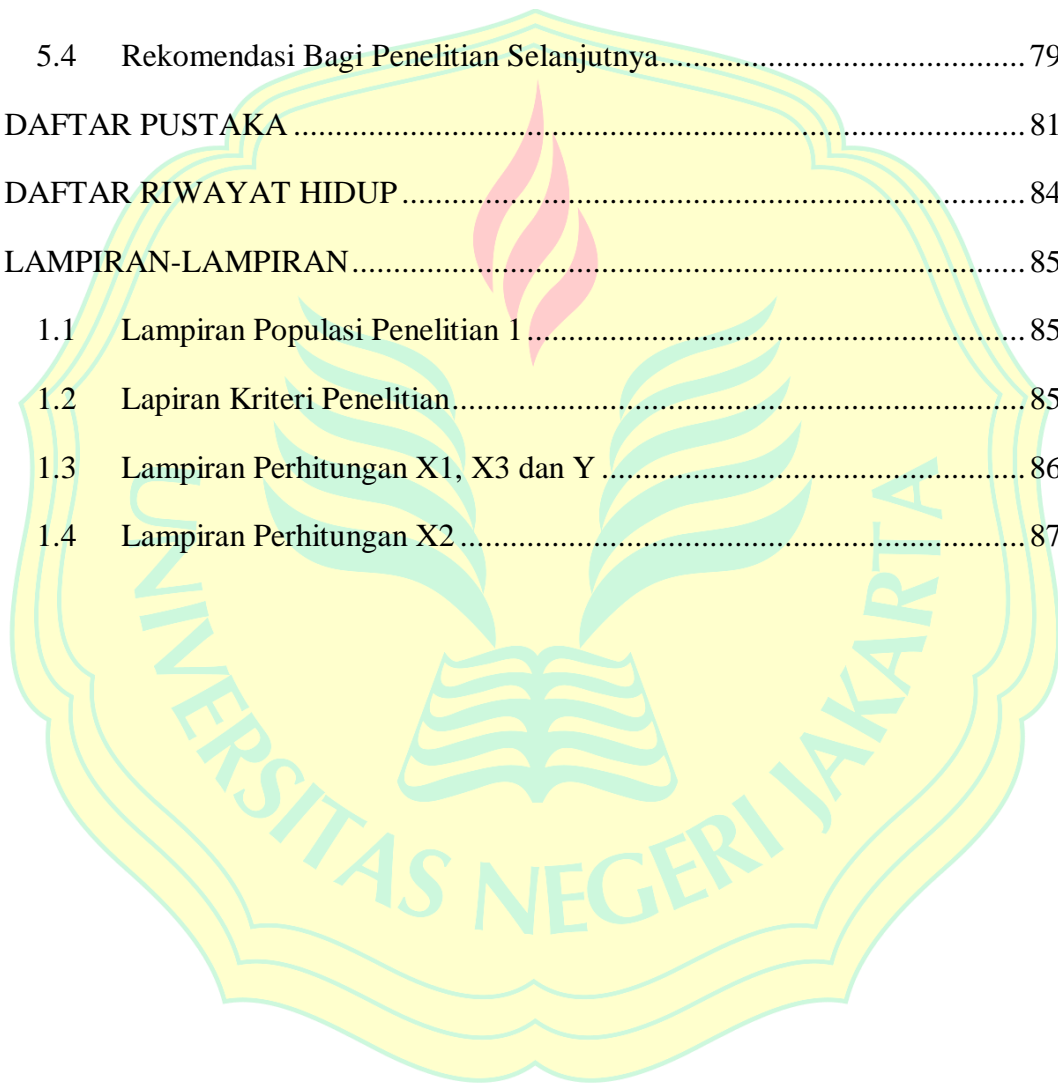 5.4 Rekomendasi Bagi Penelitian Selanjutnya.......................................79
DAFTAR PUSTAKA.......................................81
DAFTAR RIWAYAT HIDUP.......................................84
LAMPIRAN-LAMPIRAN.......................................85
1.1 Lampiran Populasi Penelitian 1.......................................85
1.2 Lapiran Kriteri Penelitian.......................................85
1.3 Lampiran Perhitungan X1, X3 dan Y.......................................86
1.4 Lampiran Perhitungan X2.......................................87
UNIVERSITAS NEGERI JAKARTA